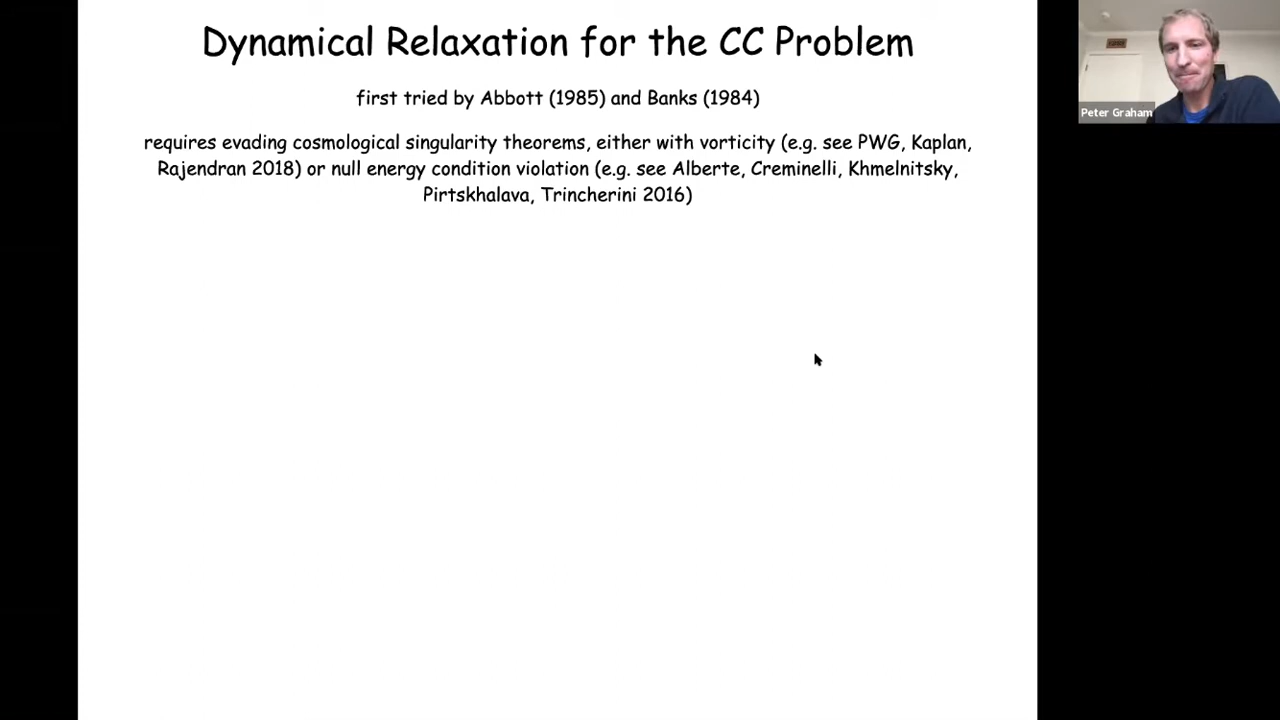 Dynamical Relaxation for the CC Problem
first tried by Abbott (1985) and Banks (1984)
requires evading cosmological singularity theorems, either with vorticity (e.g. see PWG, Kaplan,
Rajendran 2018) or null energy condition violation (e.g. see Alberte, Creminelli, Khmelnitsky,
Pirtskhalava, Trincherini 2016)
Peter Graham